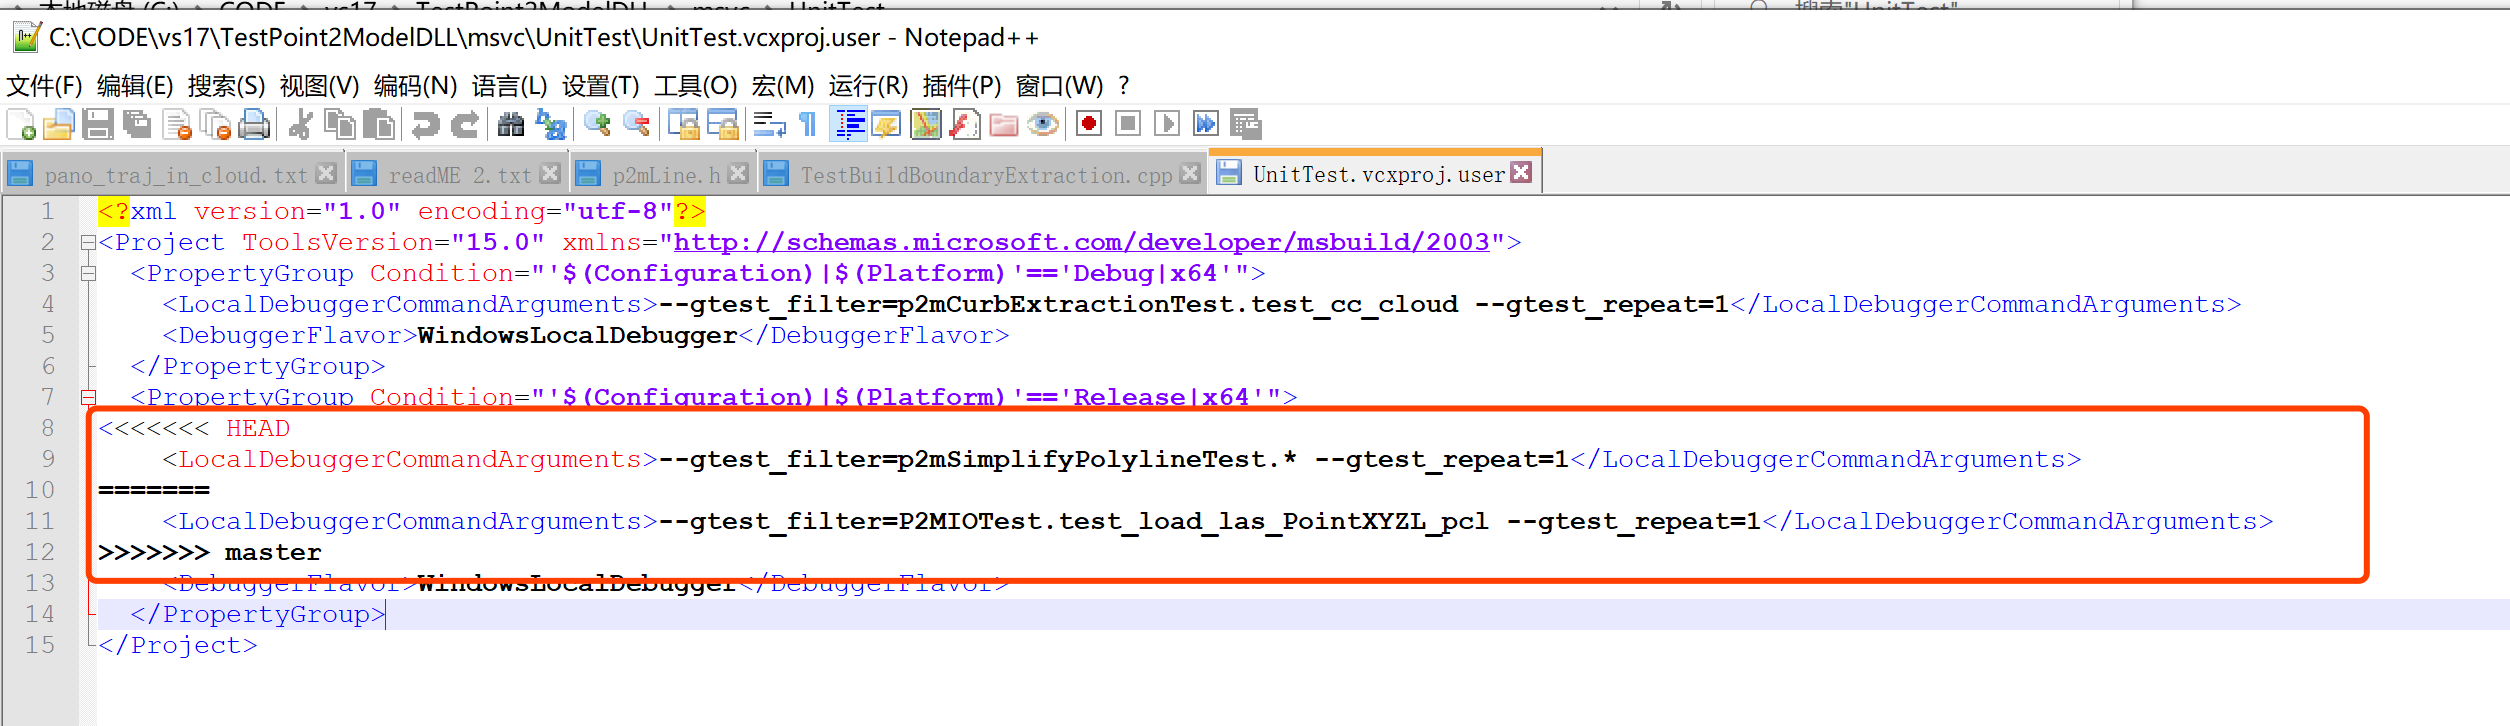 C:\CODE\vs17\TestPoint2ModelDLL\msvc\UnitTest\UnitTest.vcxproj.user - Notepad++
文件(F) 编辑(E) 搜索(S) 视图(V) 编码(N) 语言(L) 设置(T) 工具(O) 宏(M) 运行(R) 插件(P) 窗口(W) ?
pano_traj_in_cloud.txt readME 2.txt p2mLine.h TestBuildBoundaryExtraction.cpp UnitTest.vcxproj.user
1 <?xml version="1.0" encoding="utf-8"?>
2 <Project ToolsVersion="15.0" xmlns="http://schemas.microsoft.com/developer/msbuild/2003">
3 <PropertyGroup Condition="'$(Configuration)|$(Platform)'=='Debug|x64'">
4 <LocalDebuggerCommandArguments>--gtest_filter=p2mCurbExtractionTest.test_cc_cloud --gtest_repeat=1</LocalDebuggerCommandArguments>
5 <DebuggerFlavor>WindowsLocalDebugger</DebuggerFlavor>
6 </PropertyGroup>
7 <PropertyGroup Condition="'$(Configuration)|$(Platform)'=='Release|x64'">
8 <<<<<<< HEAD
9 <LocalDebuggerCommandArguments>--gtest_filter=p2mSimplifyPolylineTest.* --gtest_repeat=1</LocalDebuggerCommandArguments>
10 =======
11 <LocalDebuggerCommandArguments>--gtest_filter=P2MIOTest.test_load_las_PointXYZL_pcl --gtest_repeat=1</LocalDebuggerCommandArguments>
12 >>>>>>> master
13 <DebuggerFlavor>WindowsLocalDebugger</DebuggerFlavor>
14 </PropertyGroup>
15 </Project>